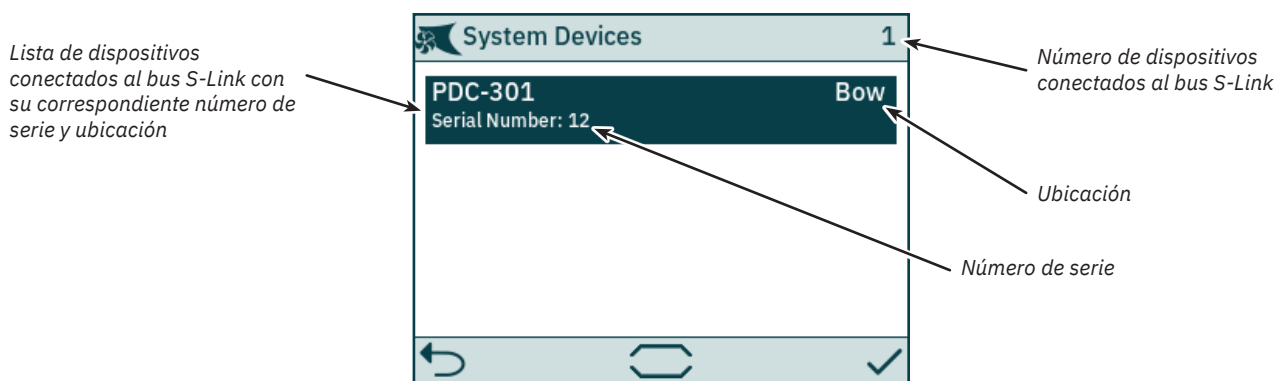 Lista de dispositivos
conectados al bus S-Link con
su correspondiente número de
serie y ubicación
System Devices 1
PDC-301 Bow
Serial Number: 12
Número de dispositivos
conectados al bus S-Link
Ubicación
Número de serie